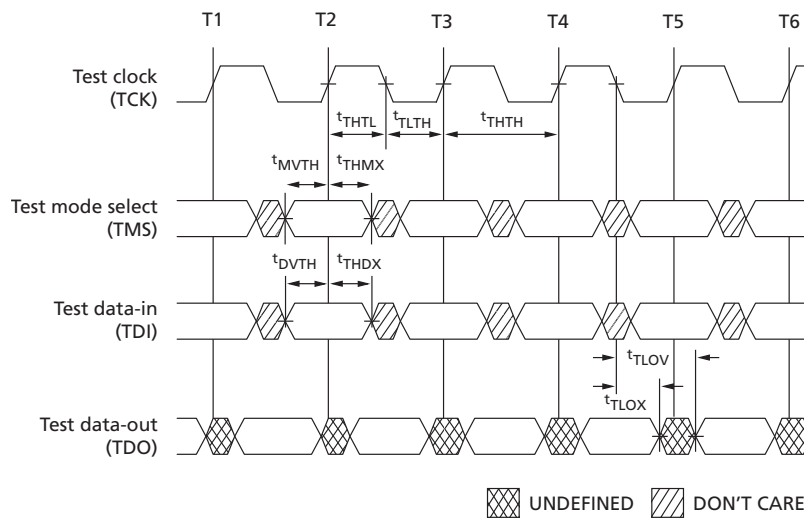 T1 T2 T3 T4 T5 T6
Test clock
(TCK)
tTHTL tTLTH tTHTH
tMVTH tTHMX
Test mode select
(TMS)
tDVTH tTHDX
Test data-in
(TDI)
tTLOV
tTLOX
Test data-out
(TDO)
UNDEFINED DON'T CARE